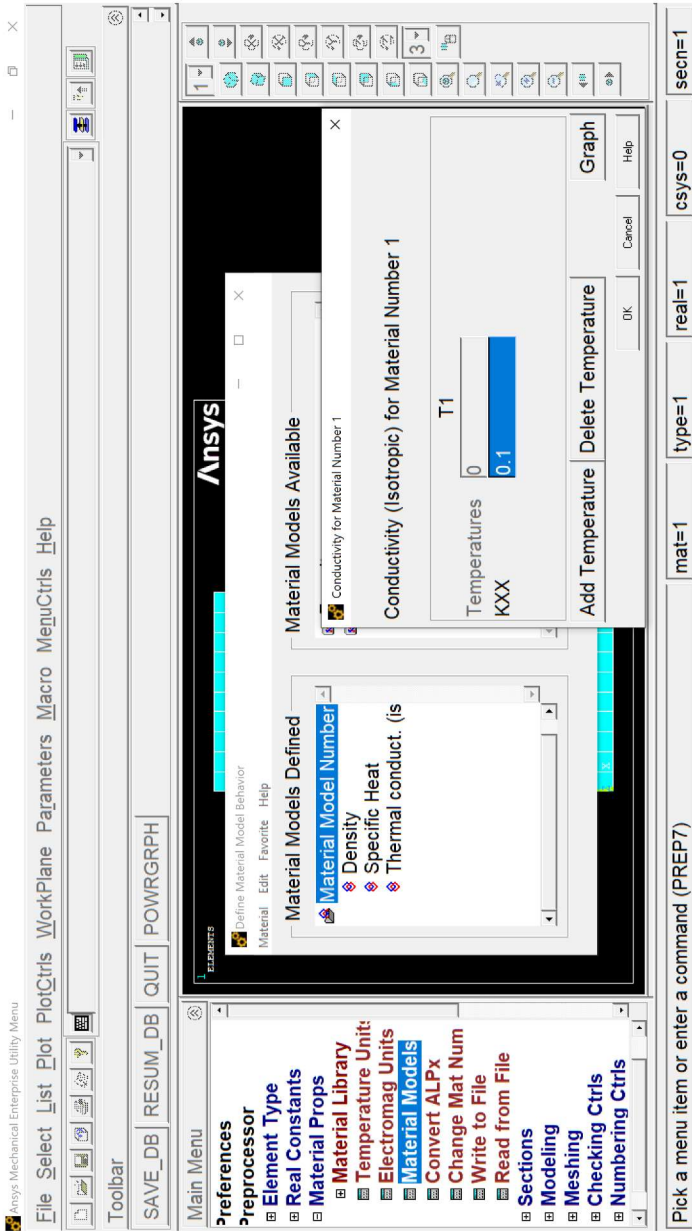 Ansys Mechanical Enterprise Utility Menu
File Select List Plot PlotCtrls WorkPlane Parameters Macro MenuCtrls Help
Toolbar
SAVE_DB RESUM_DB QUIT POWRGRPH
Main Menu
Preferences
Preprocessor
Element Type
Real Constants
Material Props
Material Library
Temperature Units
Electromag Units
Material Models
Convert ALPx
Change Mat Num
Write to File
Read from File
Sections
Modeling
Meshing
Checking Ctrls
Numbering Ctrls
1
ELEMENTS
Ansys
Define Material Model Behavior
Material Edit Favorite Help
Material Models Defined
Material Model Number
Density
Specific Heat
Thermal conduct. (is
Material Models Available
X
Conductivity for Material Number 1
Conductivity (Isotropic) for Material Number 1
T1
Temperatures 0
KXX 0.1
Add Temperature Delete Temperature Graph
OK Cancel Help
1
3
Pick a menu item or enter a command (PREP7) mat=1 type=1 real=1 csys=0 secn=1